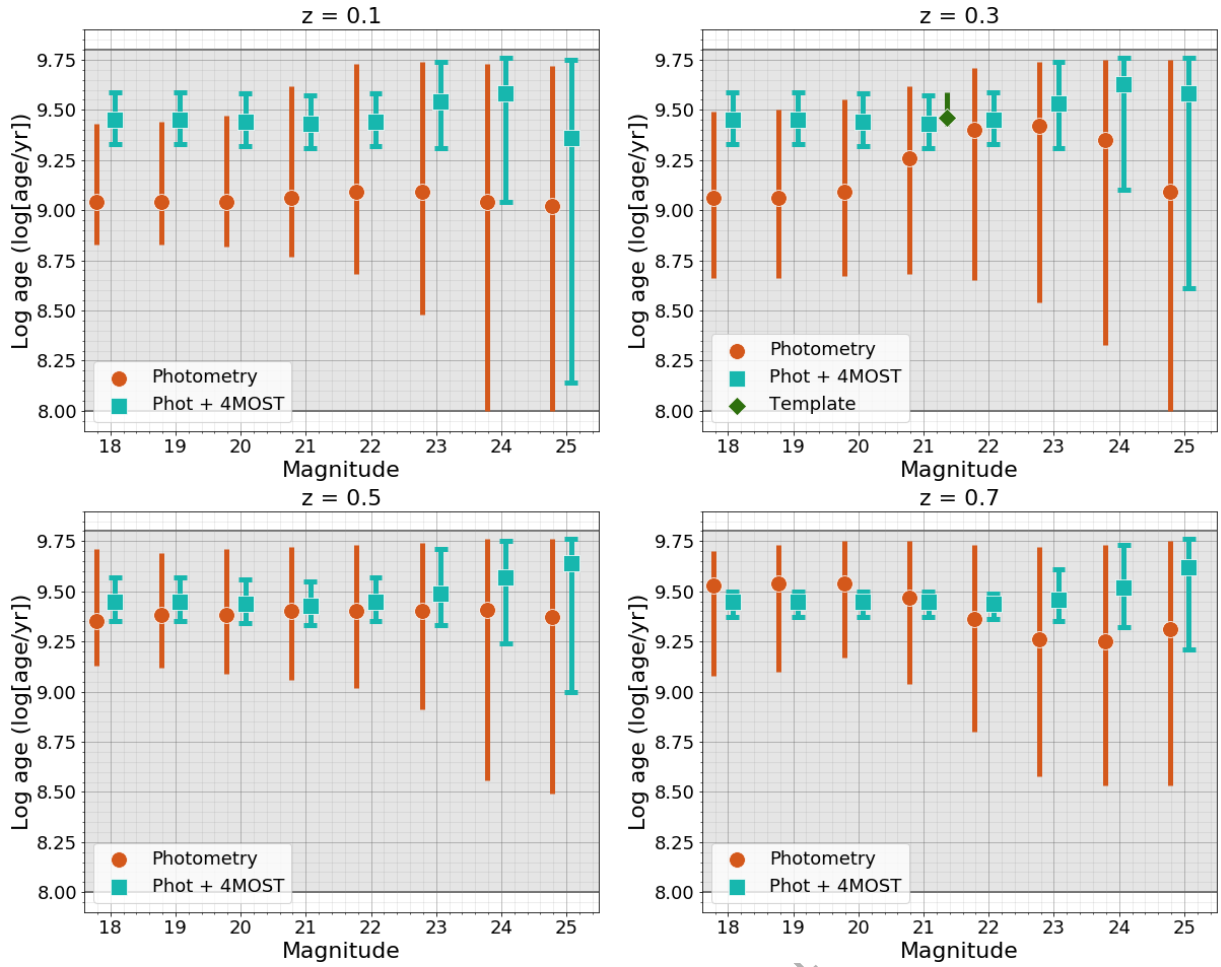 z = 0.1
Log age (log[age/yr])
9.75
9.50
9.25
9.00
8.75
8.50
8.25
8.00
Photometry
Phot + 4MOST
18 19 20 21 22 23 24 25
Magnitude
z = 0.3
Log age (log[age/yr])
9.75
9.50
9.25
9.00
8.75
8.50
8.25
8.00
Photometry
Phot + 4MOST
Template
18 19 20 21 22 23 24 25
Magnitude
z = 0.5
Log age (log[age/yr])
9.75
9.50
9.25
9.00
8.75
8.50
8.25
8.00
Photometry
Phot + 4MOST
18 19 20 21 22 23 24 25
Magnitude
z = 0.7
Log age (log[age/yr])
9.75
9.50
9.25
9.00
8.75
8.50
8.25
8.00
Photometry
Phot + 4MOST
18 19 20 21 22 23 24 25
Magnitude